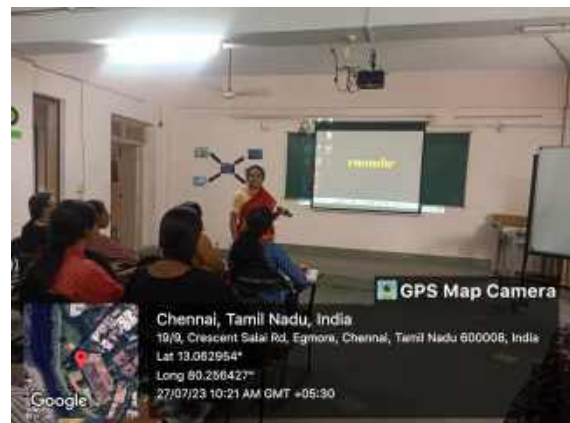 GPS Map Camera
Chennai, Tamil Nadu, India
19/9, Crescent Salai Rd, Egmore, Chennai, Tamil Nadu 600008, India
Lat 13.062954°
Long 80.256427°
27/07/23 10:21 AM GMT +05:30
Google